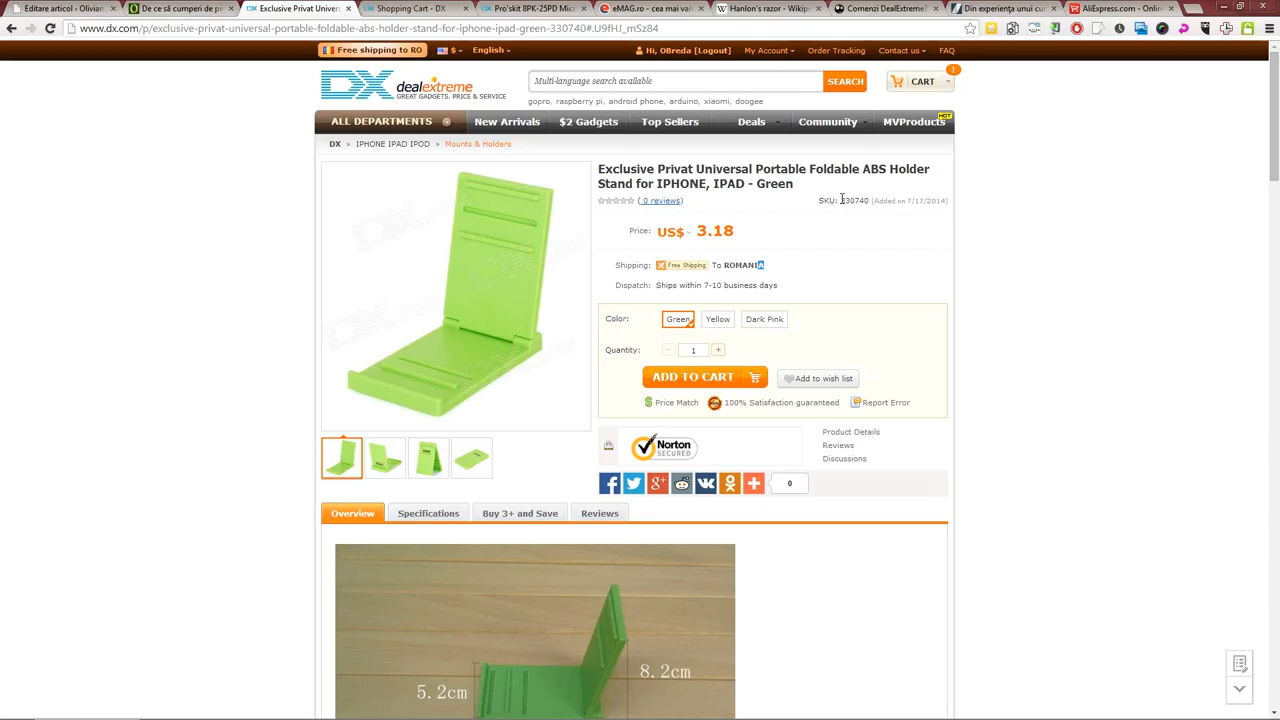 Editare articol ‹ Olivian
De ce să cumperi de pe
Exclusive Privat Universal
Shopping Cart - DX
Pro'skit 8PK-25PD Micr
eMAG.ro - cea mai var
Hanlon's razor - Wikipe
Comenzi DealExtreme
Din experienţa unui cu
AliExpress.com - Onlin
www.dx.com/p/exclusive-privat-universal-portable-foldable-abs-holder-stand-for-iphone-ipad-green-330740#.U9fHU_mSz84
Free shipping to RO
$
English
Hi, OBreda [Logout]
My Account
Order Tracking
Contact us
FAQ
DX dealextreme
GREAT GADGETS. PRICE & SERVICE
Multi-language search available
SEARCH
CART
1
gopro, raspberry pi, android phone, arduino, xiaomi, doogee
ALL DEPARTMENTS
New Arrivals
$2 Gadgets
Top Sellers
Deals
Community
MVProducts
HOT
DX » IPHONE IPAD IPOD » Mounts & Holders
Exclusive Privat Universal Portable Foldable ABS Holder
Stand for IPHONE, IPAD - Green
( 0 reviews)
SKU: 330740 (Added on 7/17/2014)
Price: US$ 3.18
Shipping: Free Shipping To ROMANIA
Dispatch: Ships within 7-10 business days
Color: Green Yellow Dark Pink
Quantity: - 1 +
ADD TO CART
Add to wish list
Price Match
100% Satisfaction guaranteed
Report Error
Norton
SECURED
Product Details
Reviews
Discussions
0
Overview
Specifications
Buy 3+ and Save
Reviews
8.2cm
5.2cm